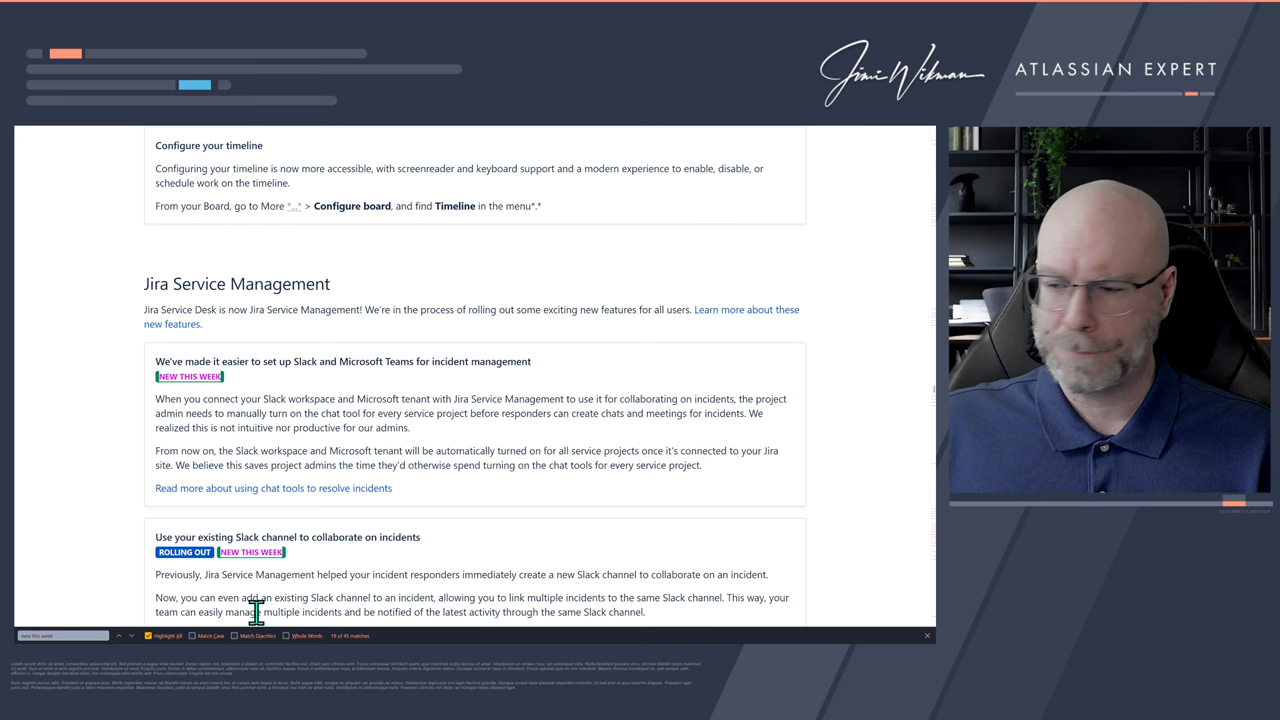 Jimi Wikman
ATLASSIAN EXPERT
Configure your timeline
Configuring your timeline is now more accessible, with screenreader and keyboard support and a modern experience to enable, disable, or
schedule work on the timeline.
From your Board, go to More *...* > Configure board, and find Timeline in the menu*.*
Jira Service Management
Jira Service Desk is now Jira Service Management! We're in the process of rolling out some exciting new features for all users. Learn more about these
new features.
We've made it easier to set up Slack and Microsoft Teams for incident management
NEW THIS WEEK
When you connect your Slack workspace and Microsoft tenant with Jira Service Management to use it for collaborating on incidents, the project
admin needs to manually turn on the chat tool for every service project before responders can create chats and meetings for incidents. We
realized this is not intuitive nor productive for our admins.
From now on, the Slack workspace and Microsoft tenant will be automatically turned on for all service projects once it's connected to your Jira
site. We believe this saves project admins the time they'd otherwise spend turning on the chat tools for every service project.
Read more about using chat tools to resolve incidents
Use your existing Slack channel to collaborate on incidents
ROLLING OUT NEW THIS WEEK
Previously, Jira Service Management helped your incident responders immediately create a new Slack channel to collaborate on an incident.
Now, you can even add an existing Slack channel to an incident, allowing you to link multiple incidents to the same Slack channel. This way, your
team can easily manage multiple incidents and be notified of the latest activity through the same Slack channel.
new this week Highlight All Match Case Match Diacritics Whole Words 19 of 45 matches